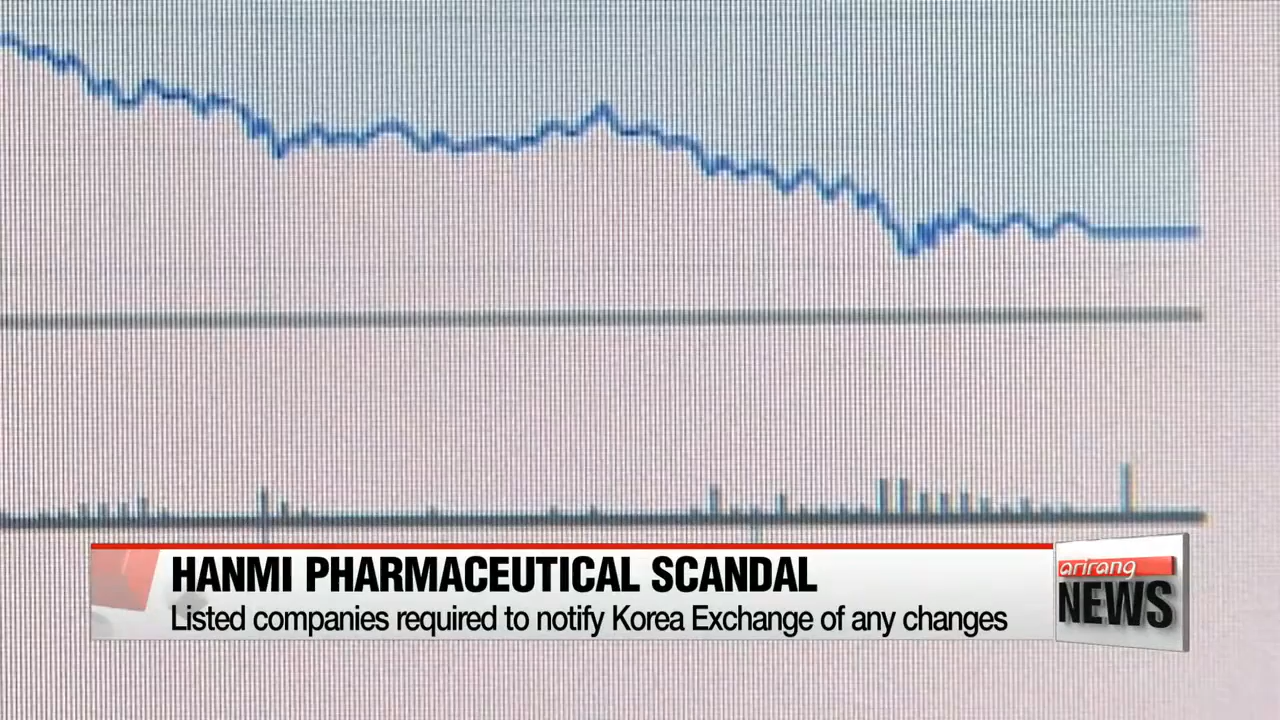 HANMI PHARMACEUTICAL SCANDAL
Listed companies required to notify Korea Exchange of any changes
arirang
NEWS